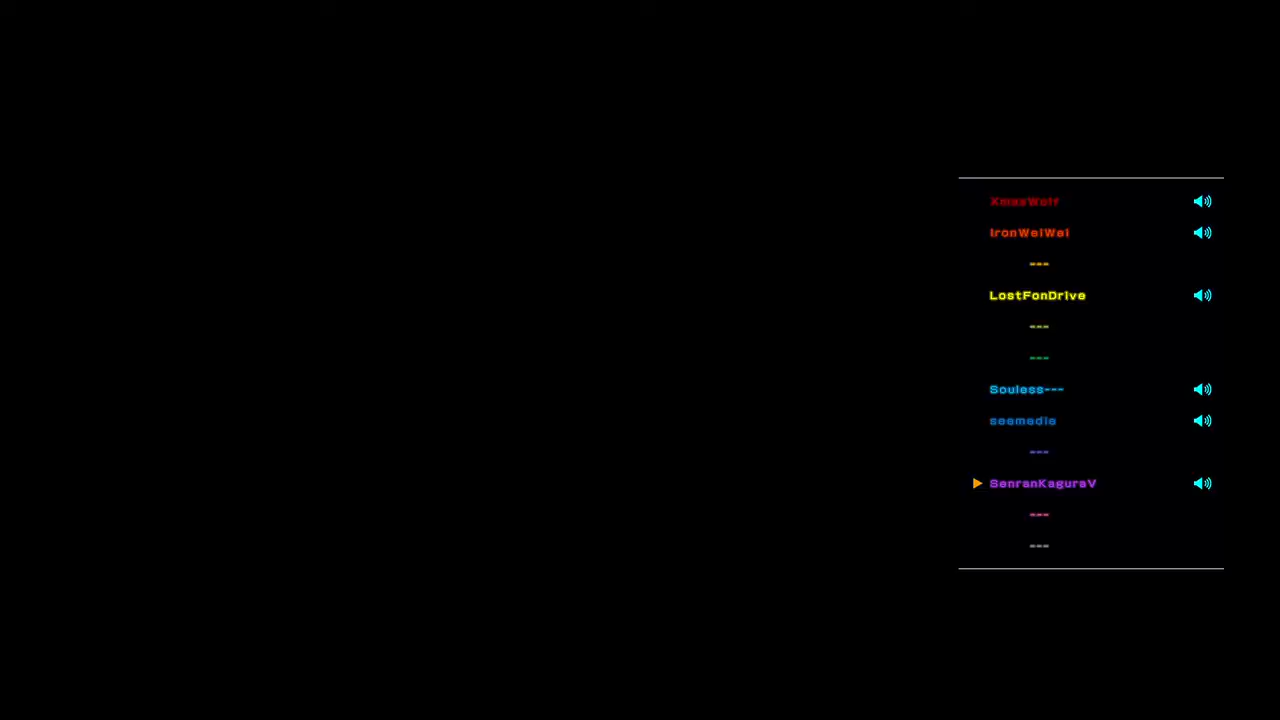 XmasWolf
IronWeiWei
---
LostFonDrive
---
---
Souless---
seemedie
---
SenranKaguraV
---
---